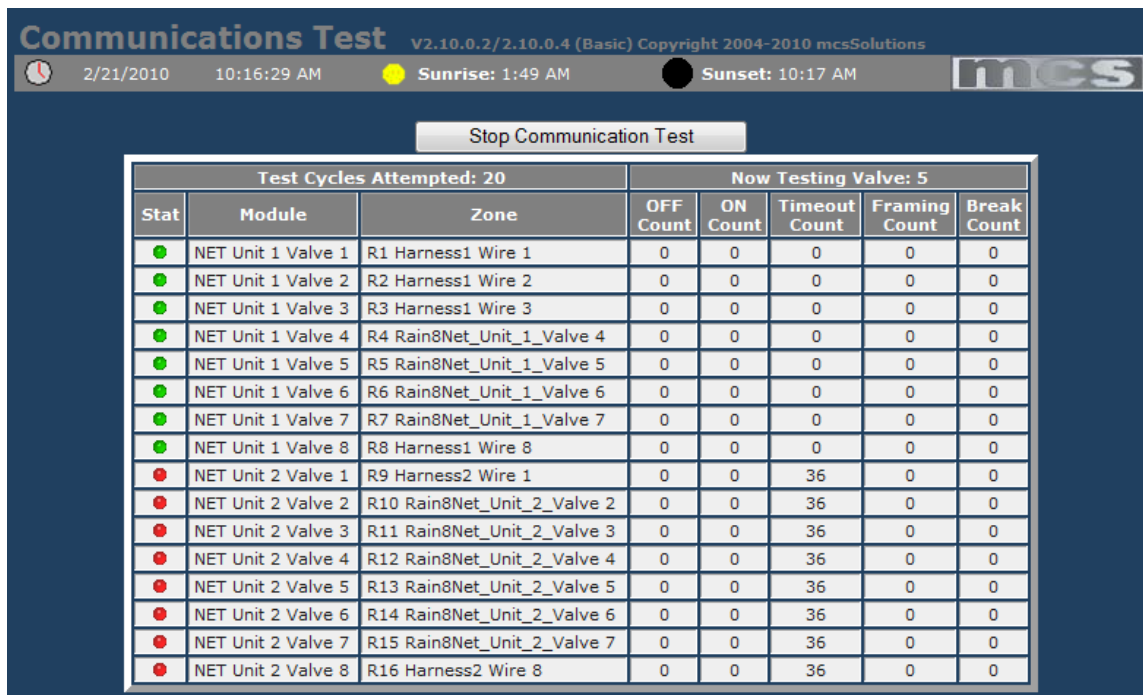 Communications Test V2.10.0.2/2.10.0.4 (Basic) Copyright 2004-2010 mcsSolutions
2/21/2010 10:16:29 AM Sunrise: 1:49 AM Sunset: 10:17 AM mcs
Stop Communication Test
Test Cycles Attempted: 20 Now Testing Valve: 5
Stat Module Zone OFF Count ON Count Timeout Count Framing Count Break Count
NET Unit 1 Valve 1 R1 Harness1 Wire 1 0 0 0 0 0
NET Unit 1 Valve 2 R2 Harness1 Wire 2 0 0 0 0 0
NET Unit 1 Valve 3 R3 Harness1 Wire 3 0 0 0 0 0
NET Unit 1 Valve 4 R4 Rain8Net_Unit_1_Valve 4 0 0 0 0 0
NET Unit 1 Valve 5 R5 Rain8Net_Unit_1_Valve 5 0 0 0 0 0
NET Unit 1 Valve 6 R6 Rain8Net_Unit_1_Valve 6 0 0 0 0 0
NET Unit 1 Valve 7 R7 Rain8Net_Unit_1_Valve 7 0 0 0 0 0
NET Unit 1 Valve 8 R8 Harness1 Wire 8 0 0 0 0 0
NET Unit 2 Valve 1 R9 Harness2 Wire 1 0 0 36 0 0
NET Unit 2 Valve 2 R10 Rain8Net_Unit_2_Valve 2 0 0 36 0 0
NET Unit 2 Valve 3 R11 Rain8Net_Unit_2_Valve 3 0 0 36 0 0
NET Unit 2 Valve 4 R12 Rain8Net_Unit_2_Valve 4 0 0 36 0 0
NET Unit 2 Valve 5 R13 Rain8Net_Unit_2_Valve 5 0 0 36 0 0
NET Unit 2 Valve 6 R14 Rain8Net_Unit_2_Valve 6 0 0 36 0 0
NET Unit 2 Valve 7 R15 Rain8Net_Unit_2_Valve 7 0 0 36 0 0
NET Unit 2 Valve 8 R16 Harness2 Wire 8 0 0 36 0 0